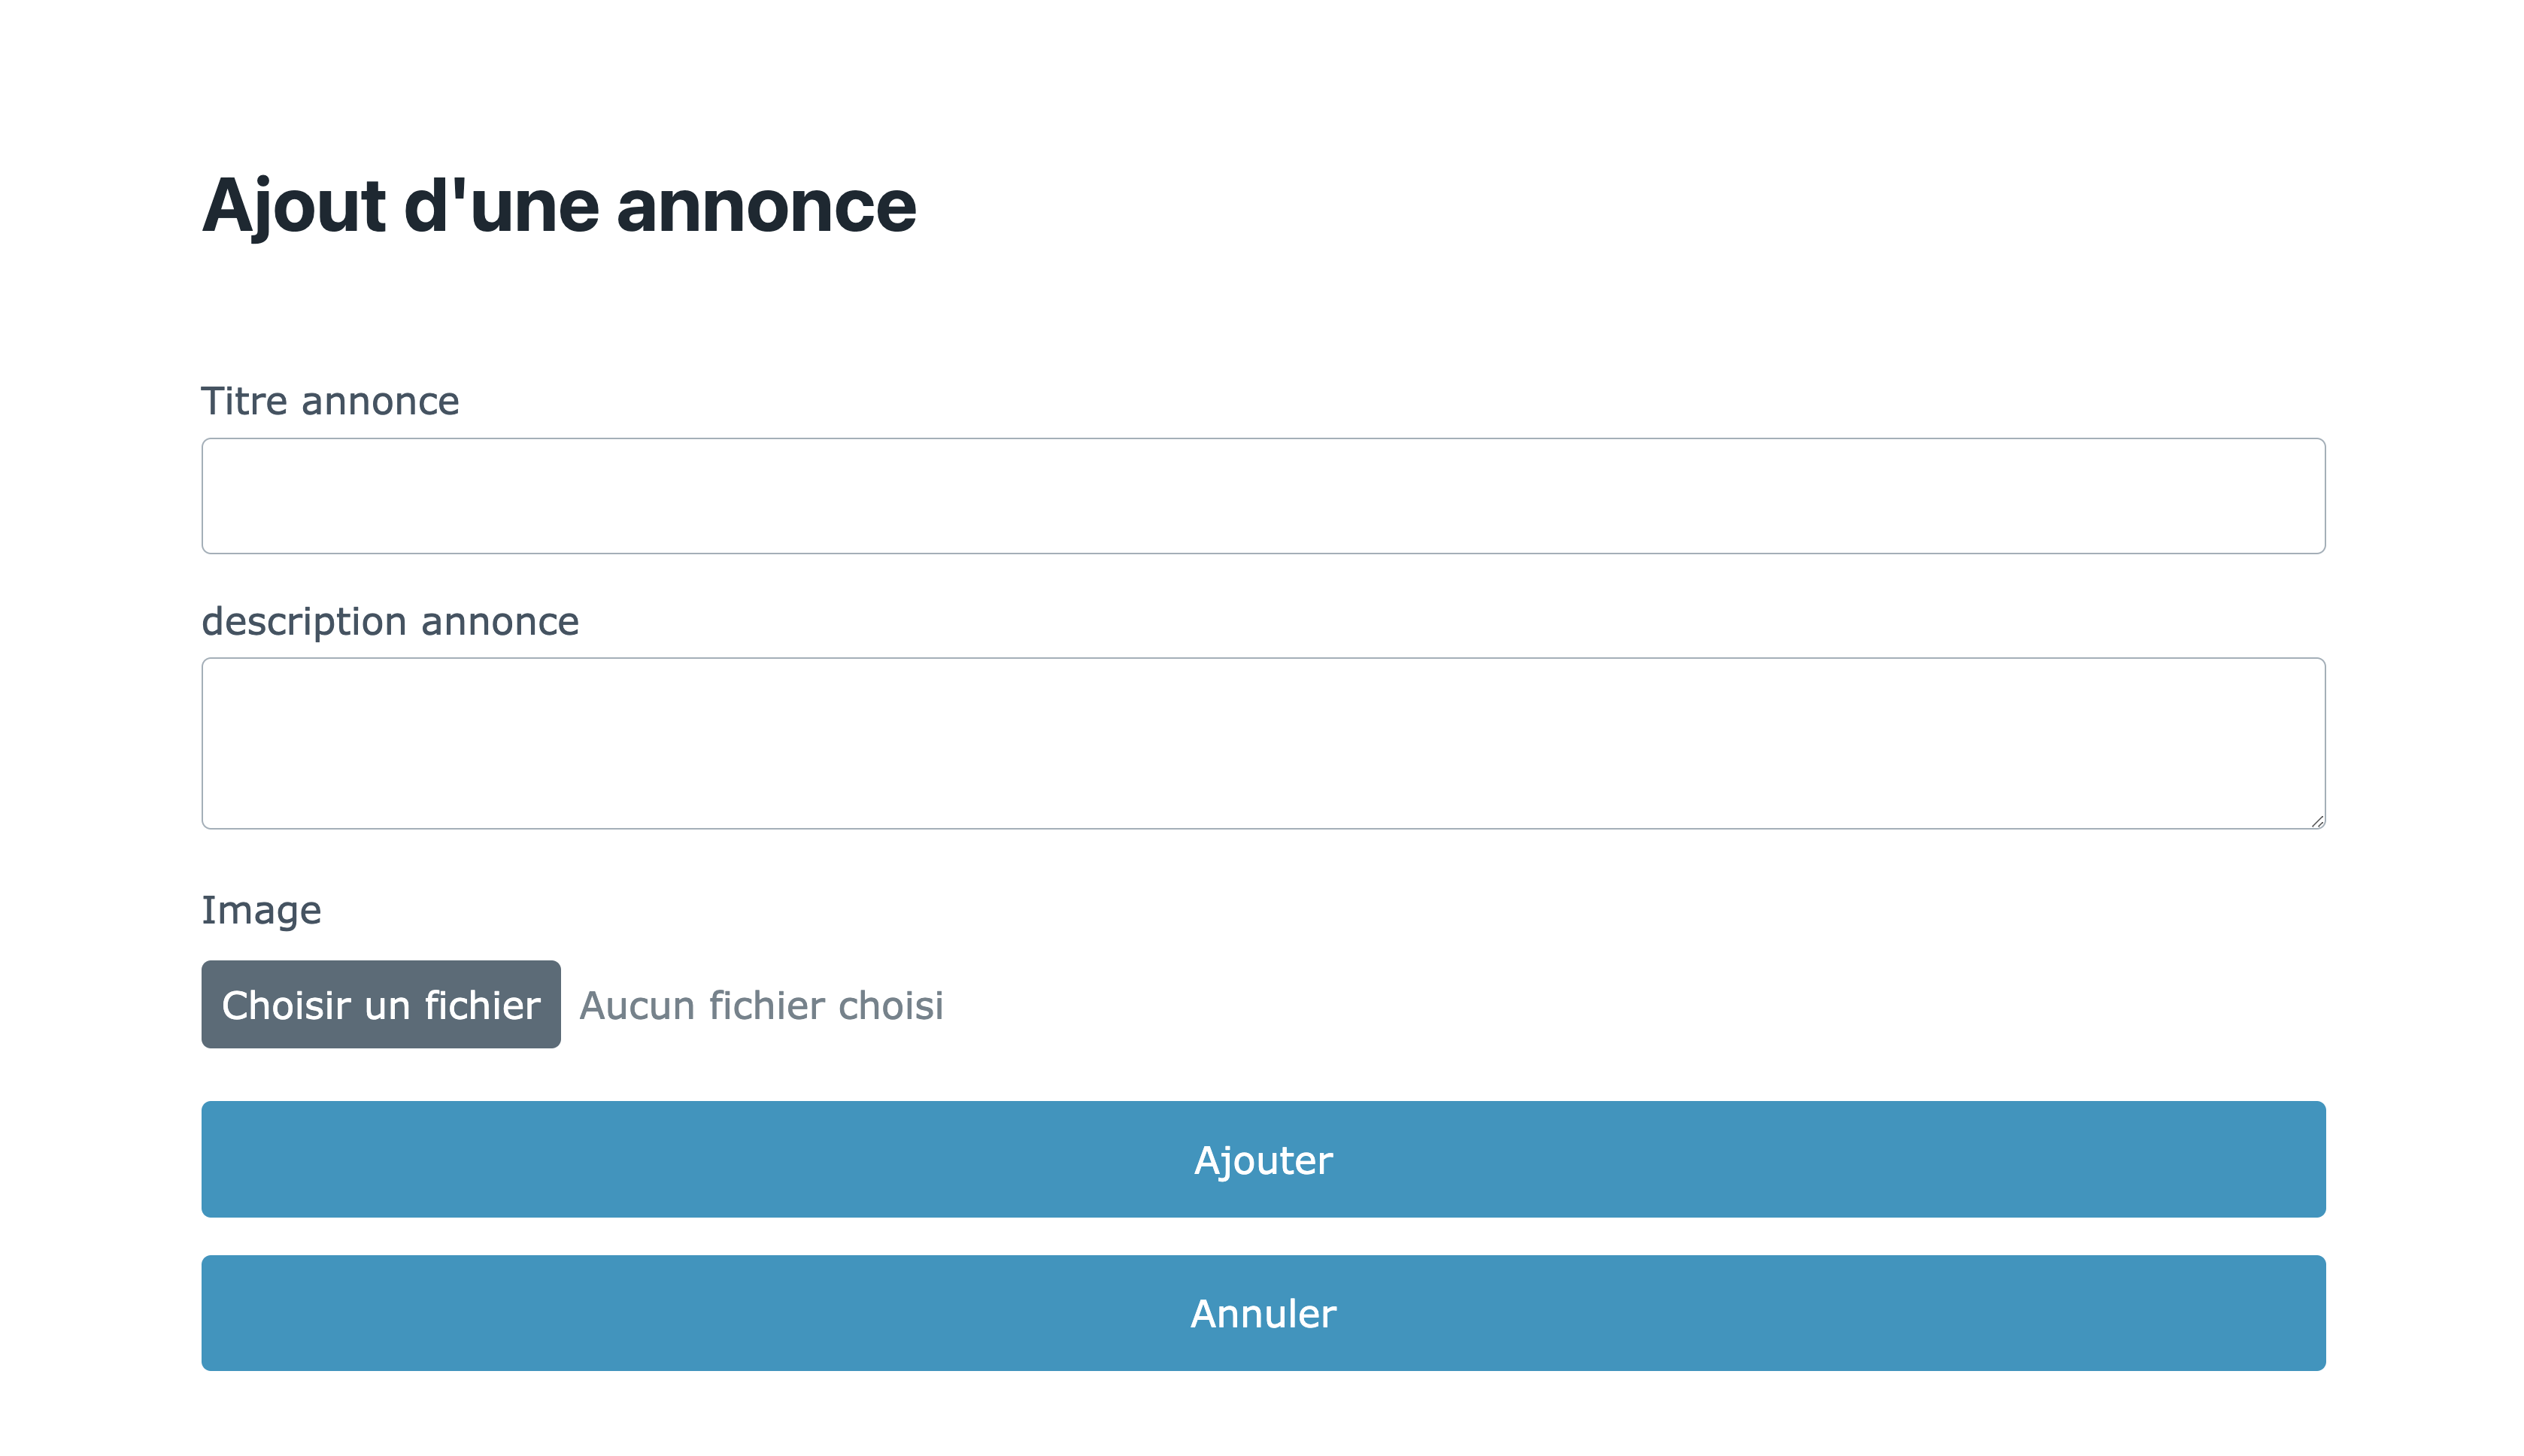 Ajout d'une annonce
Titre annonce
description annonce
Image
Choisir un fichier Aucun fichier choisi
Ajouter
Annuler